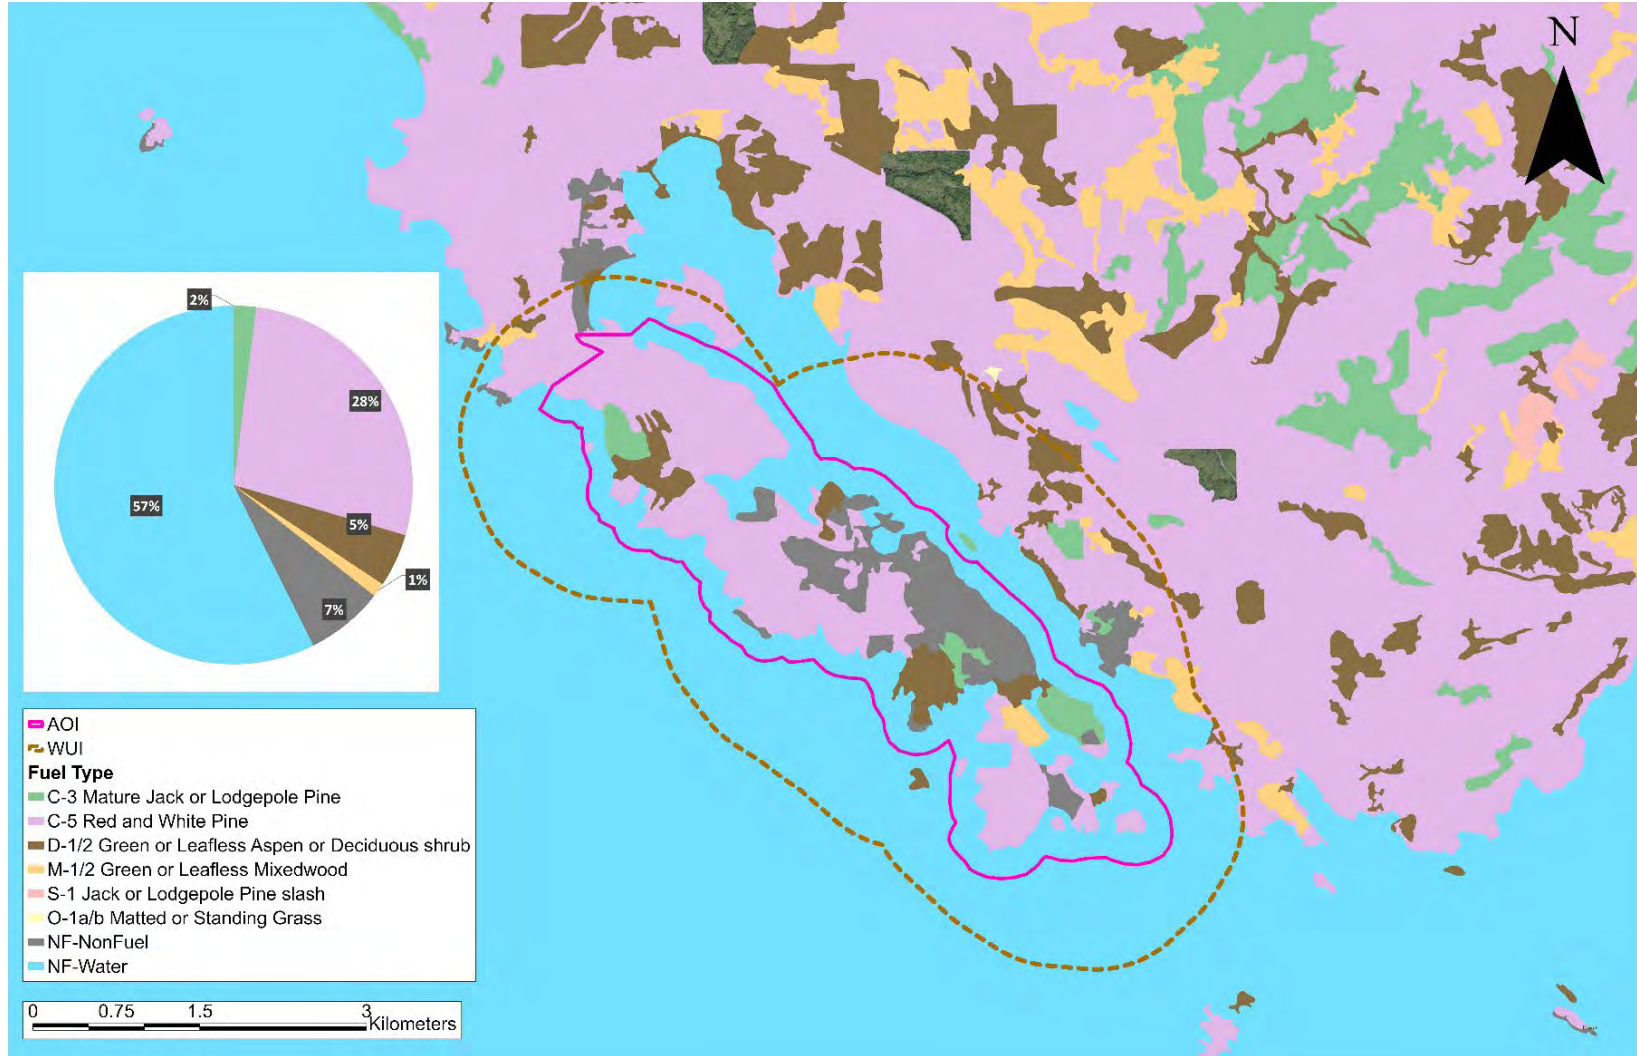 N
2%
28%
57%
5%
1%
7%
AOI
WUI
Fuel Type
C-3 Mature Jack or Lodgepole Pine
C-5 Red and White Pine
D-1/2 Green or Leafless Aspen or Deciduous shrub
M-1/2 Green or Leafless Mixedwood
S-1 Jack or Lodgepole Pine slash
O-1a/b Matted or Standing Grass
NF-NonFuel
NF-Water
0 0.75 1.5 3
Kilometers